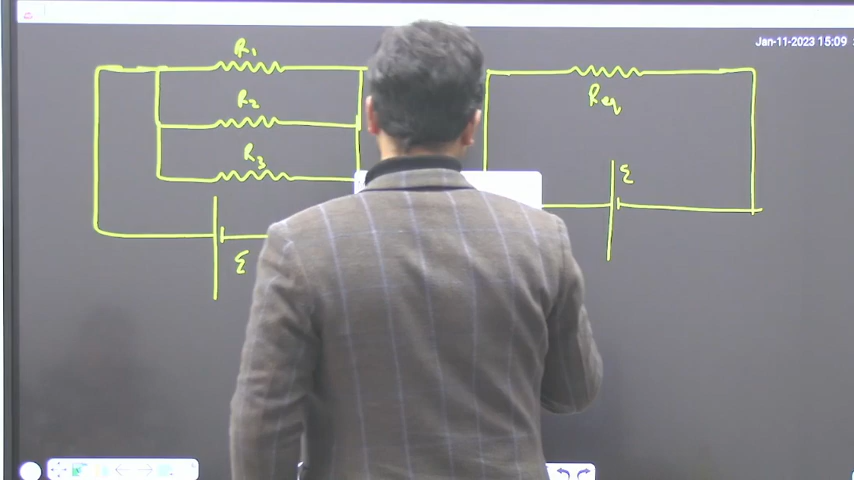 Jan-11-2023 15:09
R₁
R₂
R₃
ε
Req
ε